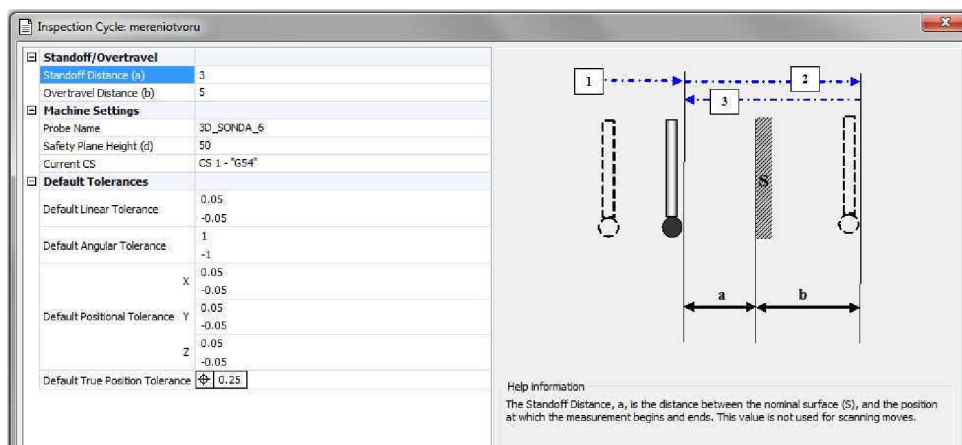 Inspection Cycle: mereniotvoru
Standoff/Overtravel
Standoff Distance (a) 3
Overtravel Distance (b) 5
Machine Settings
Probe Name 3D_SONDA_6
Safety Plane Height (d) 50
Current CS CS 1 - "G54"
Default Tolerances
Default Linear Tolerance 0.05
-0.05
Default Angular Tolerance 1
-1
Default Positional Tolerance X 0.05
-0.05
Y 0.05
-0.05
Z 0.05
-0.05
Default True Position Tolerance ⌖ 0.25
1
2
3
S
a
b
Help information
The Standoff Distance, a, is the distance between the nominal surface (S), and the position
at which the measurement begins and ends. This value is not used for scanning moves.